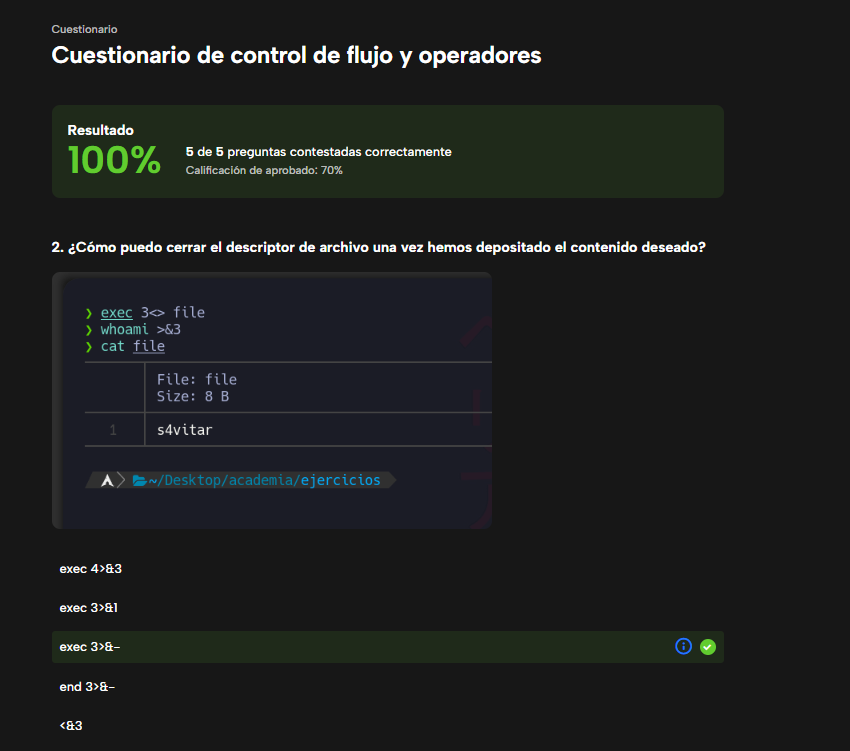 Cuestionario
Cuestionario de control de flujo y operadores
Resultado
100%
5 de 5 preguntas contestadas correctamente
Calificación de aprobado: 70%
2. ¿Cómo puedo cerrar el descriptor de archivo una vez hemos depositado el contenido deseado?
❯ exec 3<> file
❯ whoami >&3
❯ cat file
File: file
Size: 8 B
1 s4vitar
~/Desktop/academia/ejercicios
exec 4>&3
exec 3>&1
exec 3>&-
end 3>&-
<&3